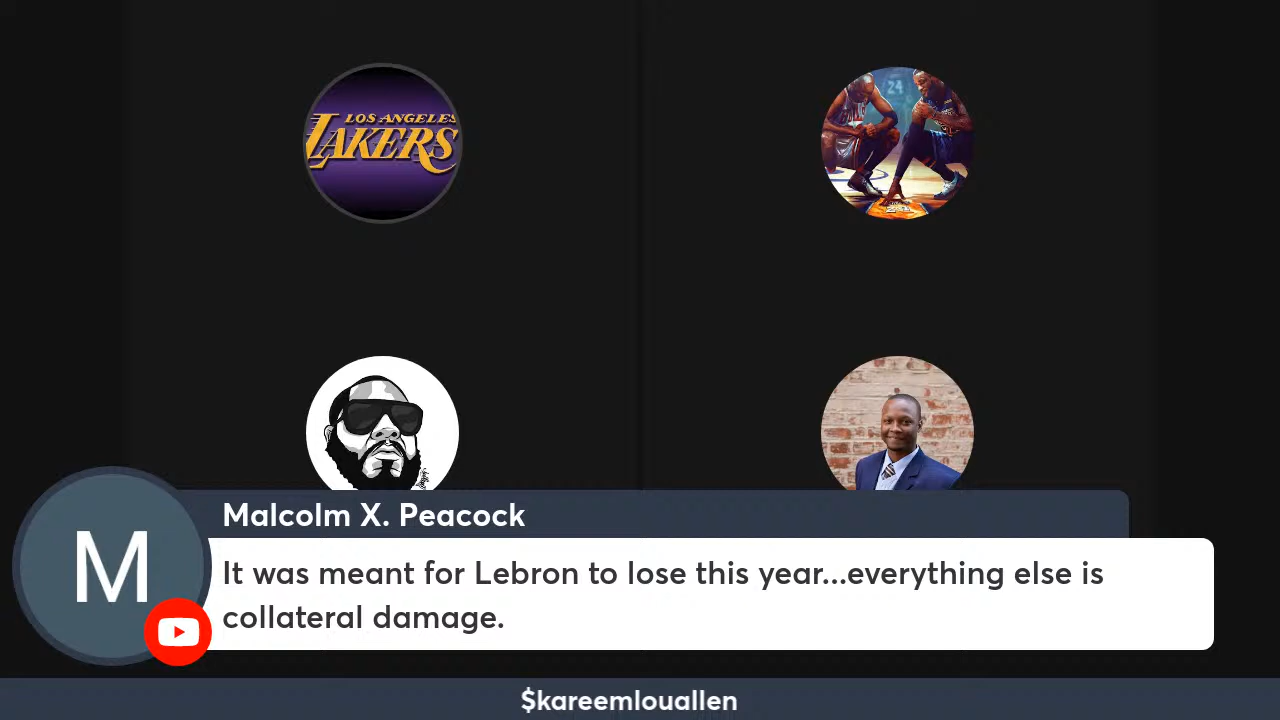 LOS ANGELES
LAKERS
24
Malcolm X. Peacock
It was meant for Lebron to lose this year...everything else is
collateral damage.
M
$kareemlouallen